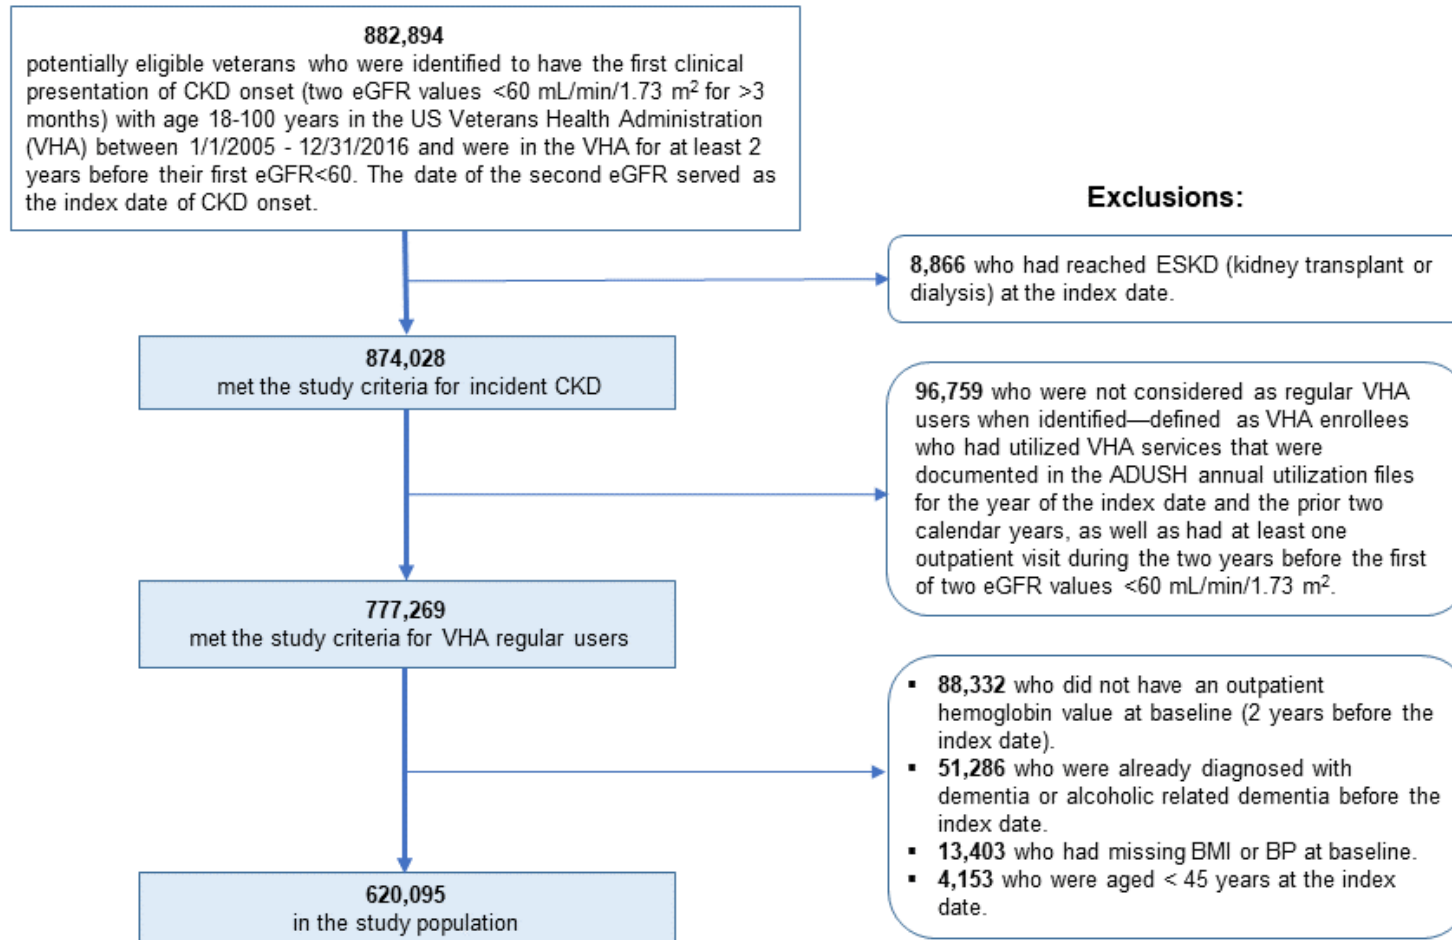 882,894
potentially eligible veterans who were identified to have the first clinical
presentation of CKD onset (two eGFR values <60 mL/min/1.73 m² for >3
months) with age 18-100 years in the US Veterans Health Administration
(VHA) between 1/1/2005 - 12/31/2016 and were in the VHA for at least 2
years before their first eGFR<60. The date of the second eGFR served as
the index date of CKD onset.
Exclusions:
8,866 who had reached ESKD (kidney transplant or
dialysis) at the index date.
874,028
met the study criteria for incident CKD
96,759 who were not considered as regular VHA
users when identified—defined as VHA enrollees
who had utilized VHA services that were
documented in the ADUSH annual utilization files
for the year of the index date and the prior two
calendar years, as well as had at least one
outpatient visit during the two years before the first
of two eGFR values <60 mL/min/1.73 m².
777,269
met the study criteria for VHA regular users
▪ 88,332 who did not have an outpatient
hemoglobin value at baseline (2 years before the
index date).
▪ 51,286 who were already diagnosed with
dementia or alcoholic related dementia before the
index date.
▪ 13,403 who had missing BMI or BP at baseline.
▪ 4,153 who were aged < 45 years at the index
date.
620,095
in the study population